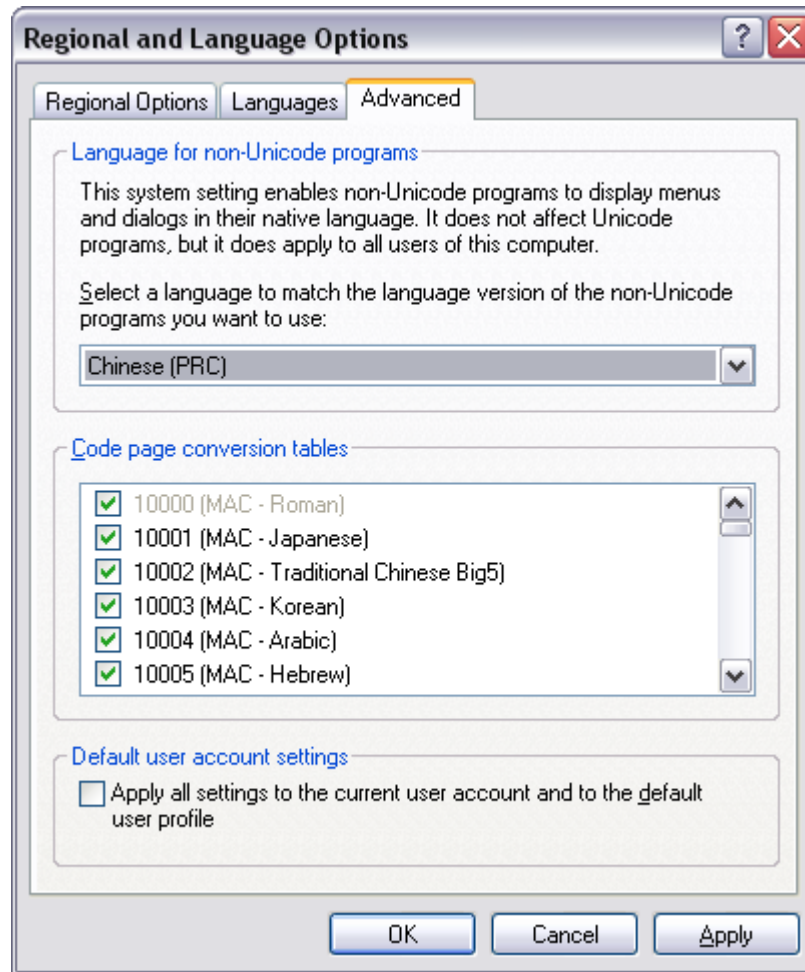 Regional and Language Options
Regional Options Languages Advanced
Language for non-Unicode programs
This system setting enables non-Unicode programs to display menus
and dialogs in their native language. It does not affect Unicode
programs, but it does apply to all users of this computer.
Select a language to match the language version of the non-Unicode
programs you want to use:
Chinese (PRC)
Code page conversion tables
10000 (MAC - Roman)
10001 (MAC - Japanese)
10002 (MAC - Traditional Chinese Big5)
10003 (MAC - Korean)
10004 (MAC - Arabic)
10005 (MAC - Hebrew)
Default user account settings
Apply all settings to the current user account and to the default
user profile
OK Cancel Apply